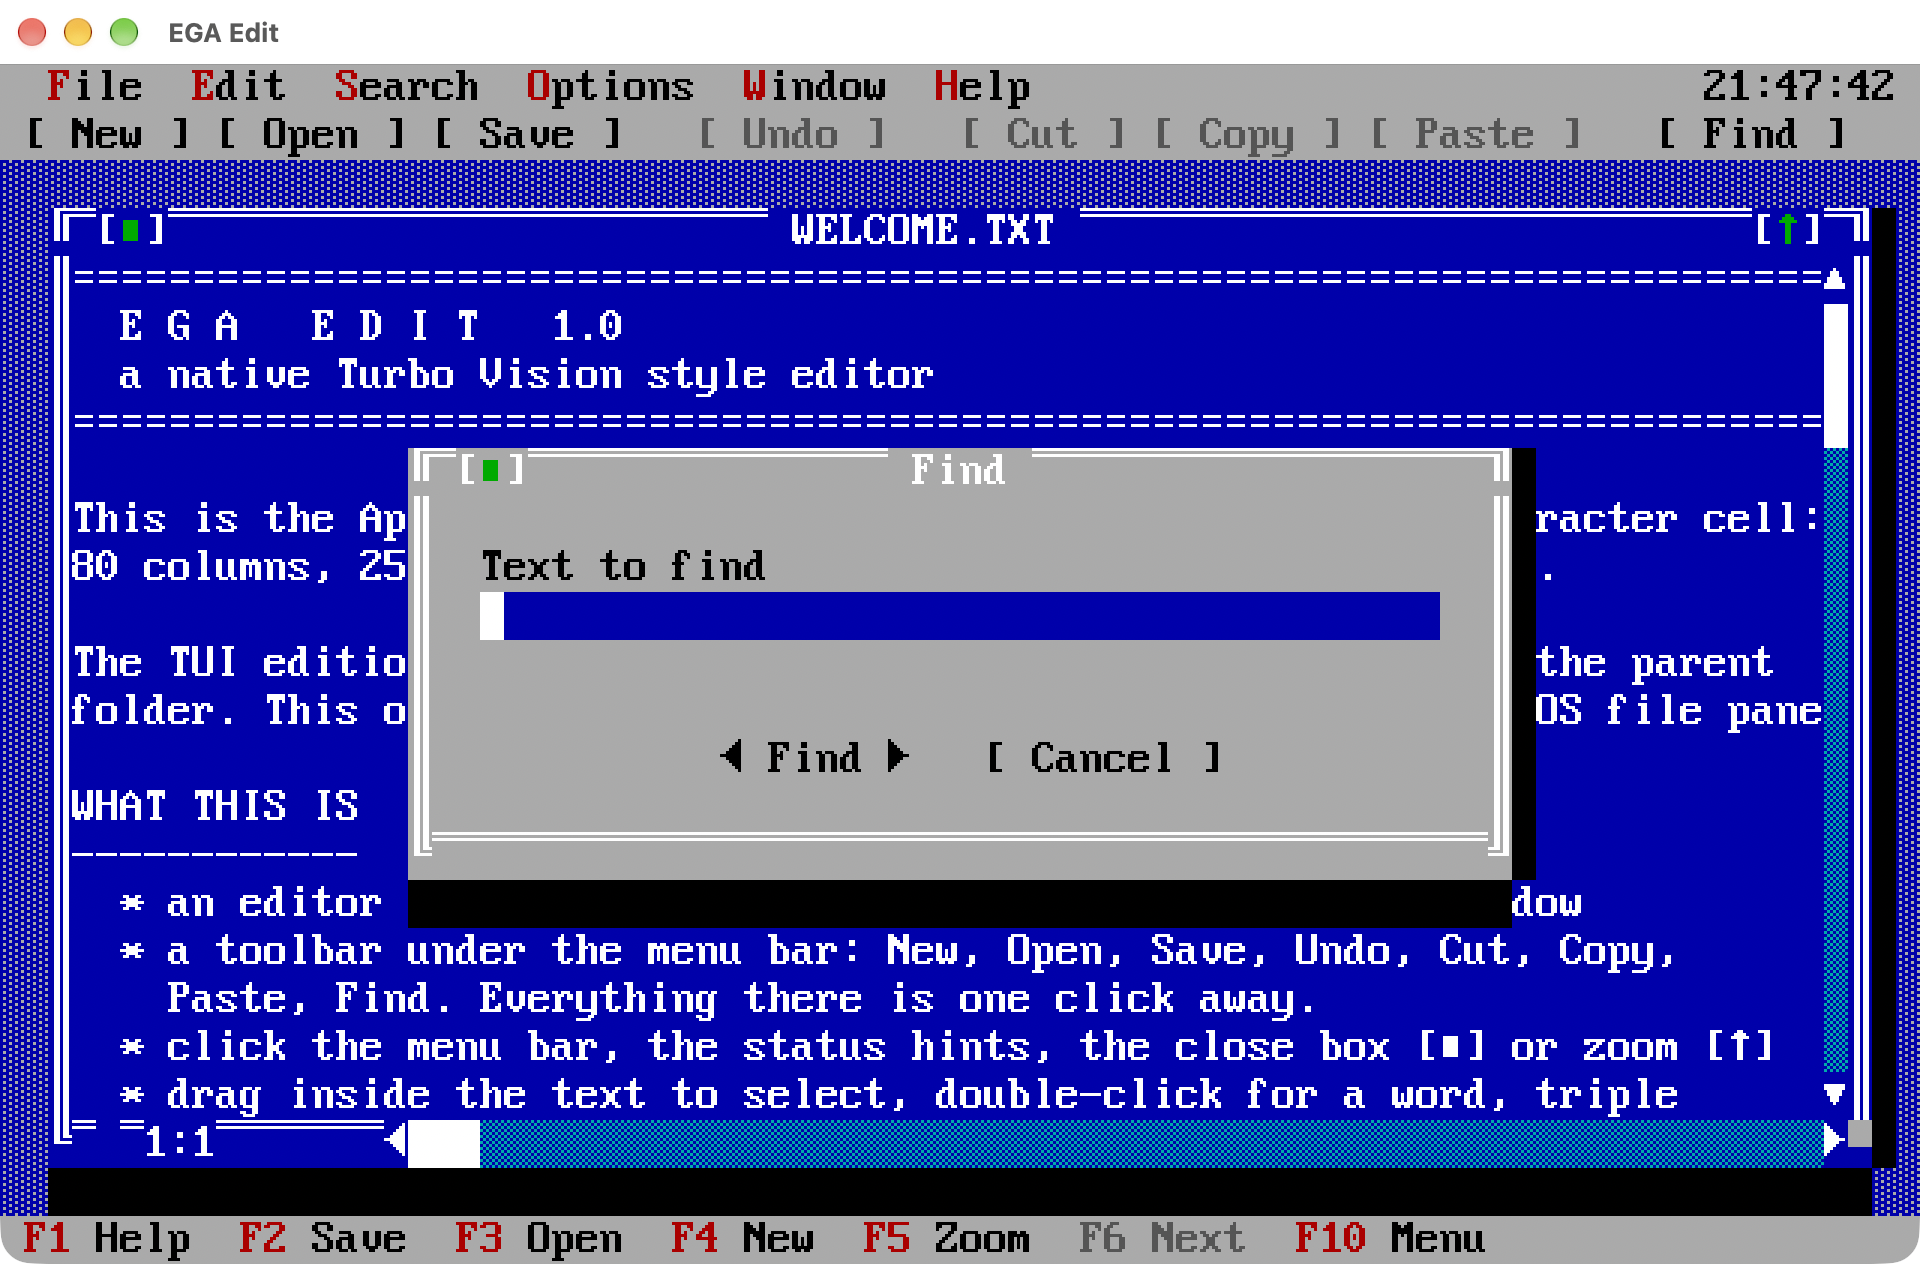 EGA Edit
File Edit Search Options Window Help 21:47:42
[ New ] [ Open ] [ Save ] [ Undo ] [ Cut ] [ Copy ] [ Paste ] [ Find ]
[■] WELCOME.TXT [↑]
=========================================================================
E G A   E D I T   1.0
a native Turbo Vision style editor
=========================================================================
[■] Find
This is the Ap racter cell:
80 columns, 25 .
Text to find
The TUI editio the parent
folder. This o OS file pane
◄ Find ► [ Cancel ]
WHAT THIS IS
------------
* an editor dow
* a toolbar under the menu bar: New, Open, Save, Undo, Cut, Copy,
Paste, Find. Everything there is one click away.
* click the menu bar, the status hints, the close box [■] or zoom [↑]
* drag inside the text to select, double-click for a word, triple
1:1
F1 Help F2 Save F3 Open F4 New F5 Zoom F6 Next F10 Menu